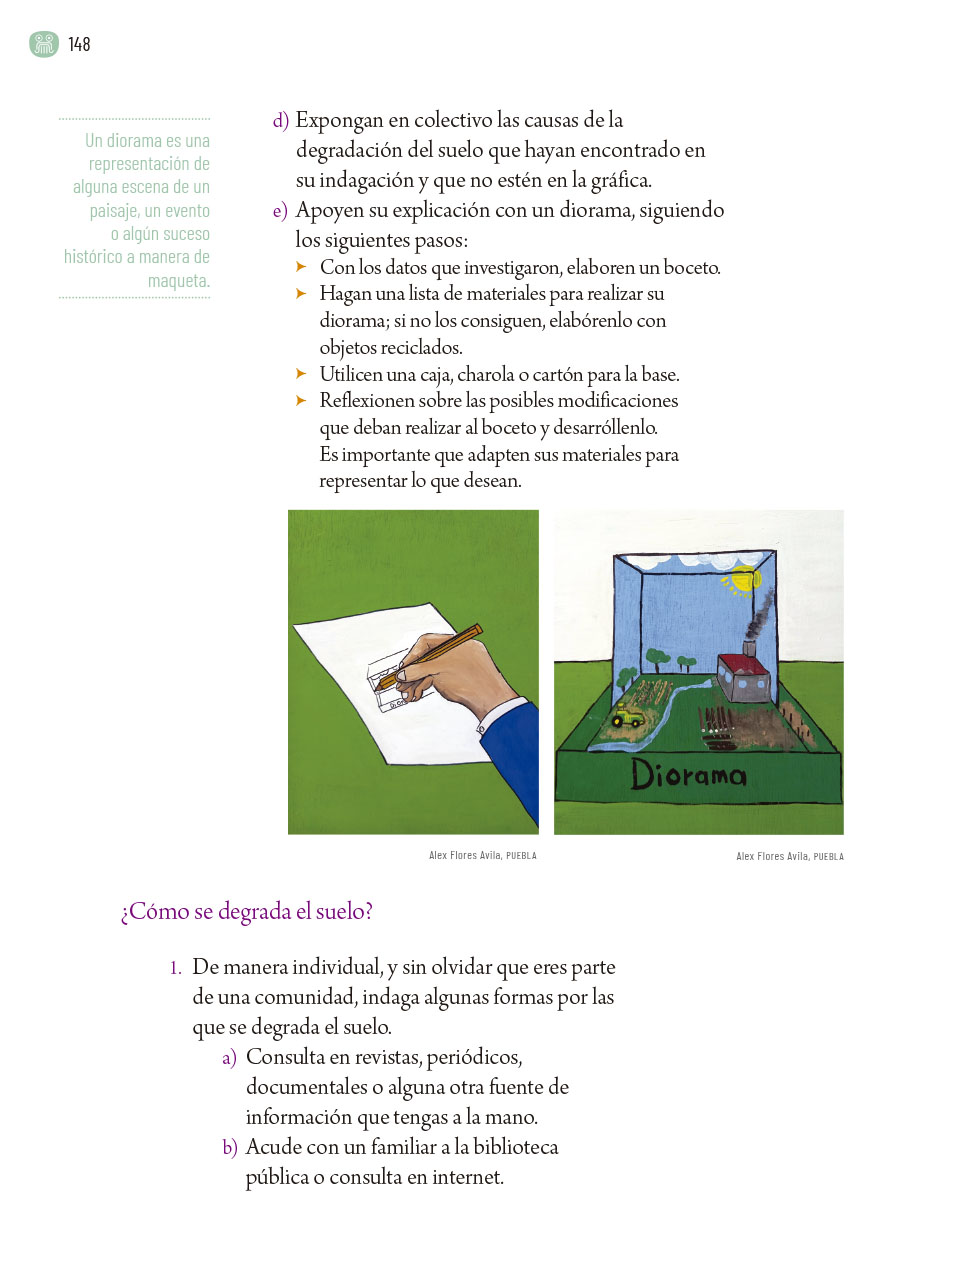 148
Un diorama es una
representación de
alguna escena de un
paisaje, un evento
o algún suceso
histórico a manera de
maqueta.
d) Expongan en colectivo las causas de la
degradación del suelo que hayan encontrado en
su indagación y que no estén en la gráfica.
e) Apoyen su explicación con un diorama, siguiendo
los siguientes pasos:
➤ Con los datos que investigaron, elaboren un boceto.
➤ Hagan una lista de materiales para realizar su
diorama; si no los consiguen, elabórenlo con
objetos reciclados.
➤ Utilicen una caja, charola o cartón para la base.
➤ Reflexionen sobre las posibles modificaciones
que deban realizar al boceto y desarróllenlo.
Es importante que adapten sus materiales para
representar lo que desean.
Diorama
Alex Flores Avila, PUEBLA
Alex Flores Avila, PUEBLA
¿Cómo se degrada el suelo?
1. De manera individual, y sin olvidar que eres parte
de una comunidad, indaga algunas formas por las
que se degrada el suelo.
a) Consulta en revistas, periódicos,
documentales o alguna otra fuente de
información que tengas a la mano.
b) Acude con un familiar a la biblioteca
pública o consulta en internet.